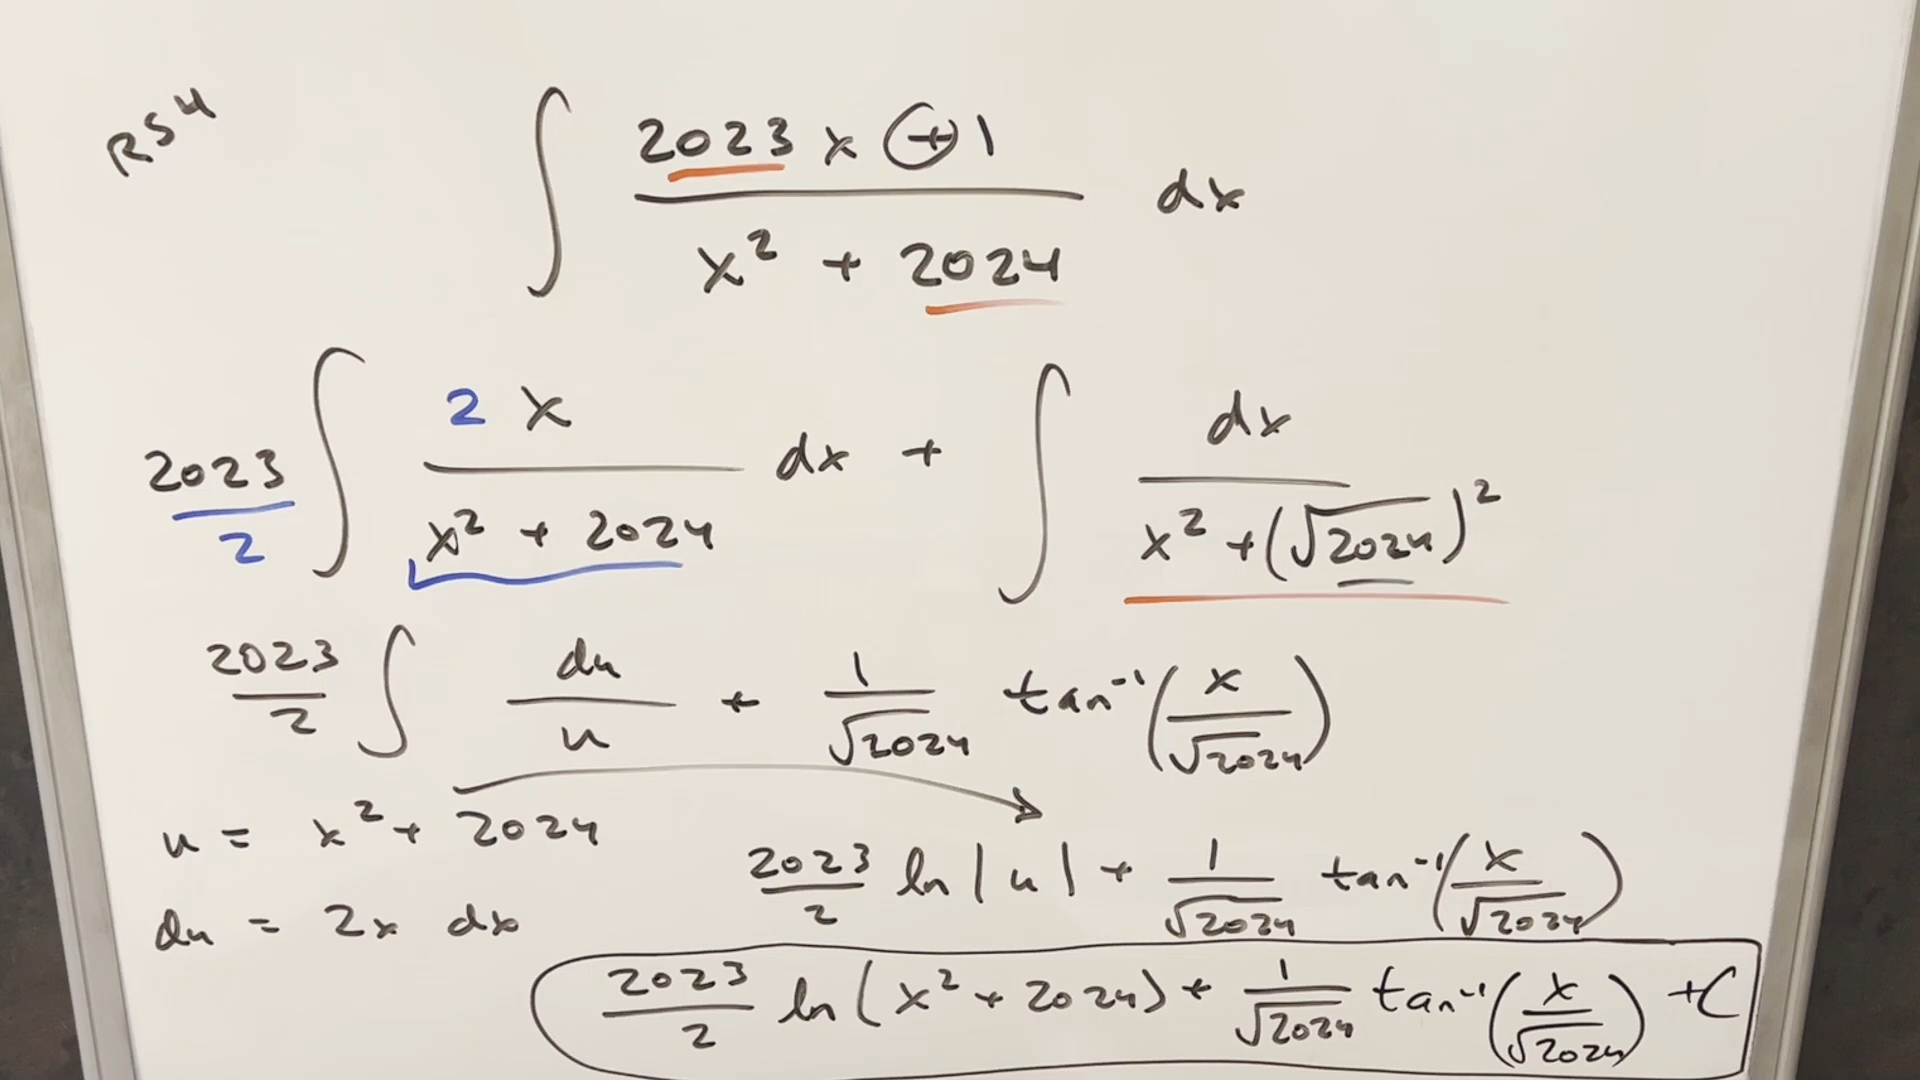 RS4
∫ (2023x + 1)/(x² + 2024) dx
2023/2 ∫ 2x/(x² + 2024) dx + ∫ dx/(x² + (√2024)²)
2023/2 ∫ du/u + 1/√2024 tan⁻¹(x/√2024)
u = x² + 2024
du = 2x dx
2023/2 ln|u| + 1/√2024 tan⁻¹(x/√2024)
2023/2 ln(x² + 2024) + 1/√2024 tan⁻¹(x/√2024) + C